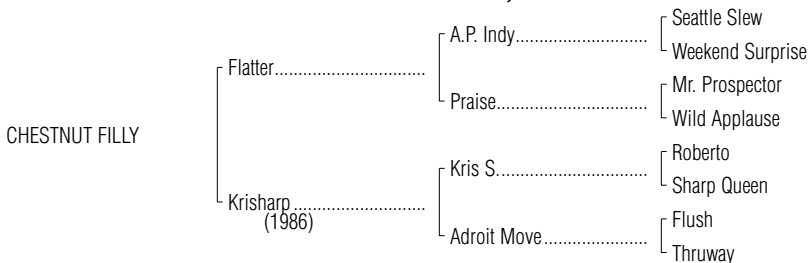 Seattle Slew
A.P. Indy..............................
Weekend Surprise
Flatter..............................
Mr. Prospector
Praise..................................
Wild Applause
CHESTNUT FILLY
Roberto
Kris S..................................
Sharp Queen
Krisharp..........................
(1986)
Flush
Adroit Move.......................
Thruway